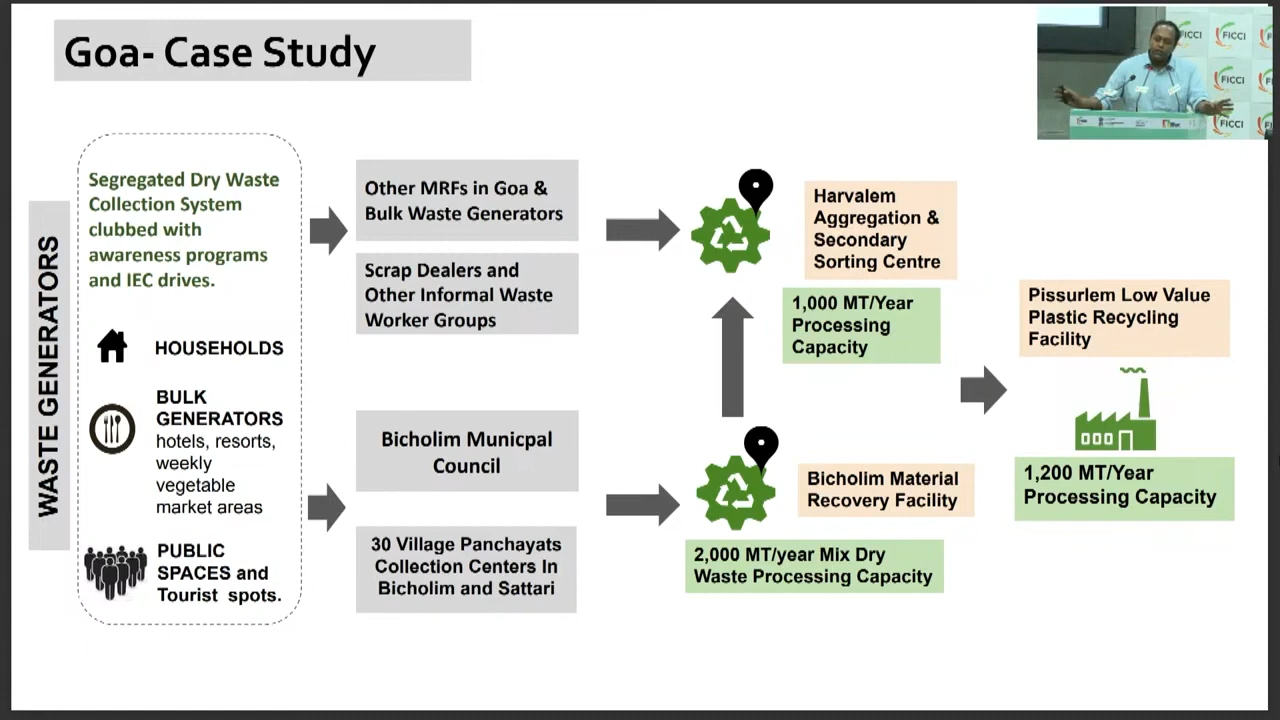 Goa- Case Study
FICCI
FICCI
FICCI
FICCI
WASTE GENERATORS
Segregated Dry Waste
Collection System
clubbed with
awareness programs
and IEC drives.
HOUSEHOLDS
BULK
GENERATORS
hotels, resorts,
weekly
vegetable
market areas
PUBLIC
SPACES and
Tourist spots.
Other MRFs in Goa &
Bulk Waste Generators
Scrap Dealers and
Other Informal Waste
Worker Groups
Bicholim Municpal
Council
30 Village Panchayats
Collection Centers In
Bicholim and Sattari
Harvalem
Aggregation &
Secondary
Sorting Centre
1,000 MT/Year
Processing
Capacity
Bicholim Material
Recovery Facility
2,000 MT/year Mix Dry
Waste Processing Capacity
Pissurlem Low Value
Plastic Recycling
Facility
1,200 MT/Year
Processing Capacity